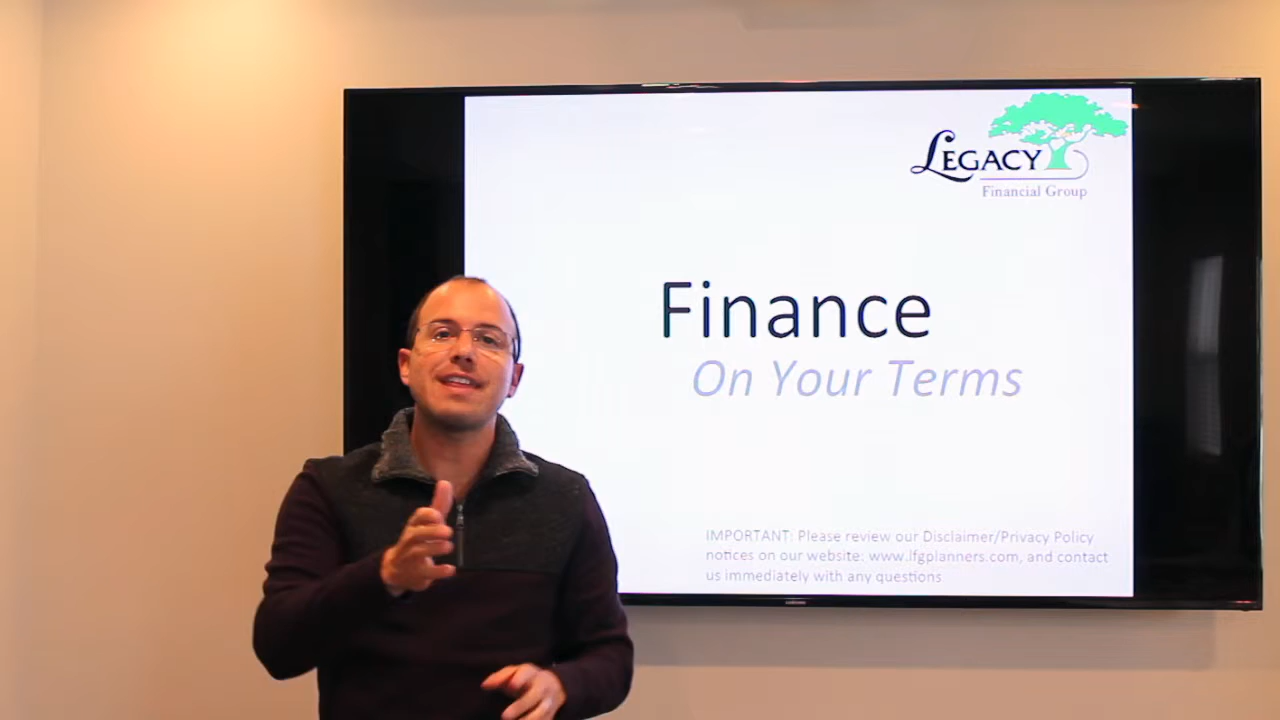 LEGACY
Financial Group
Finance
On Your Terms
IMPORTANT: Please review our Disclaimer/Privacy Policy
notices on our website: www.lfgplanners.com, and contact
us immediately with any questions